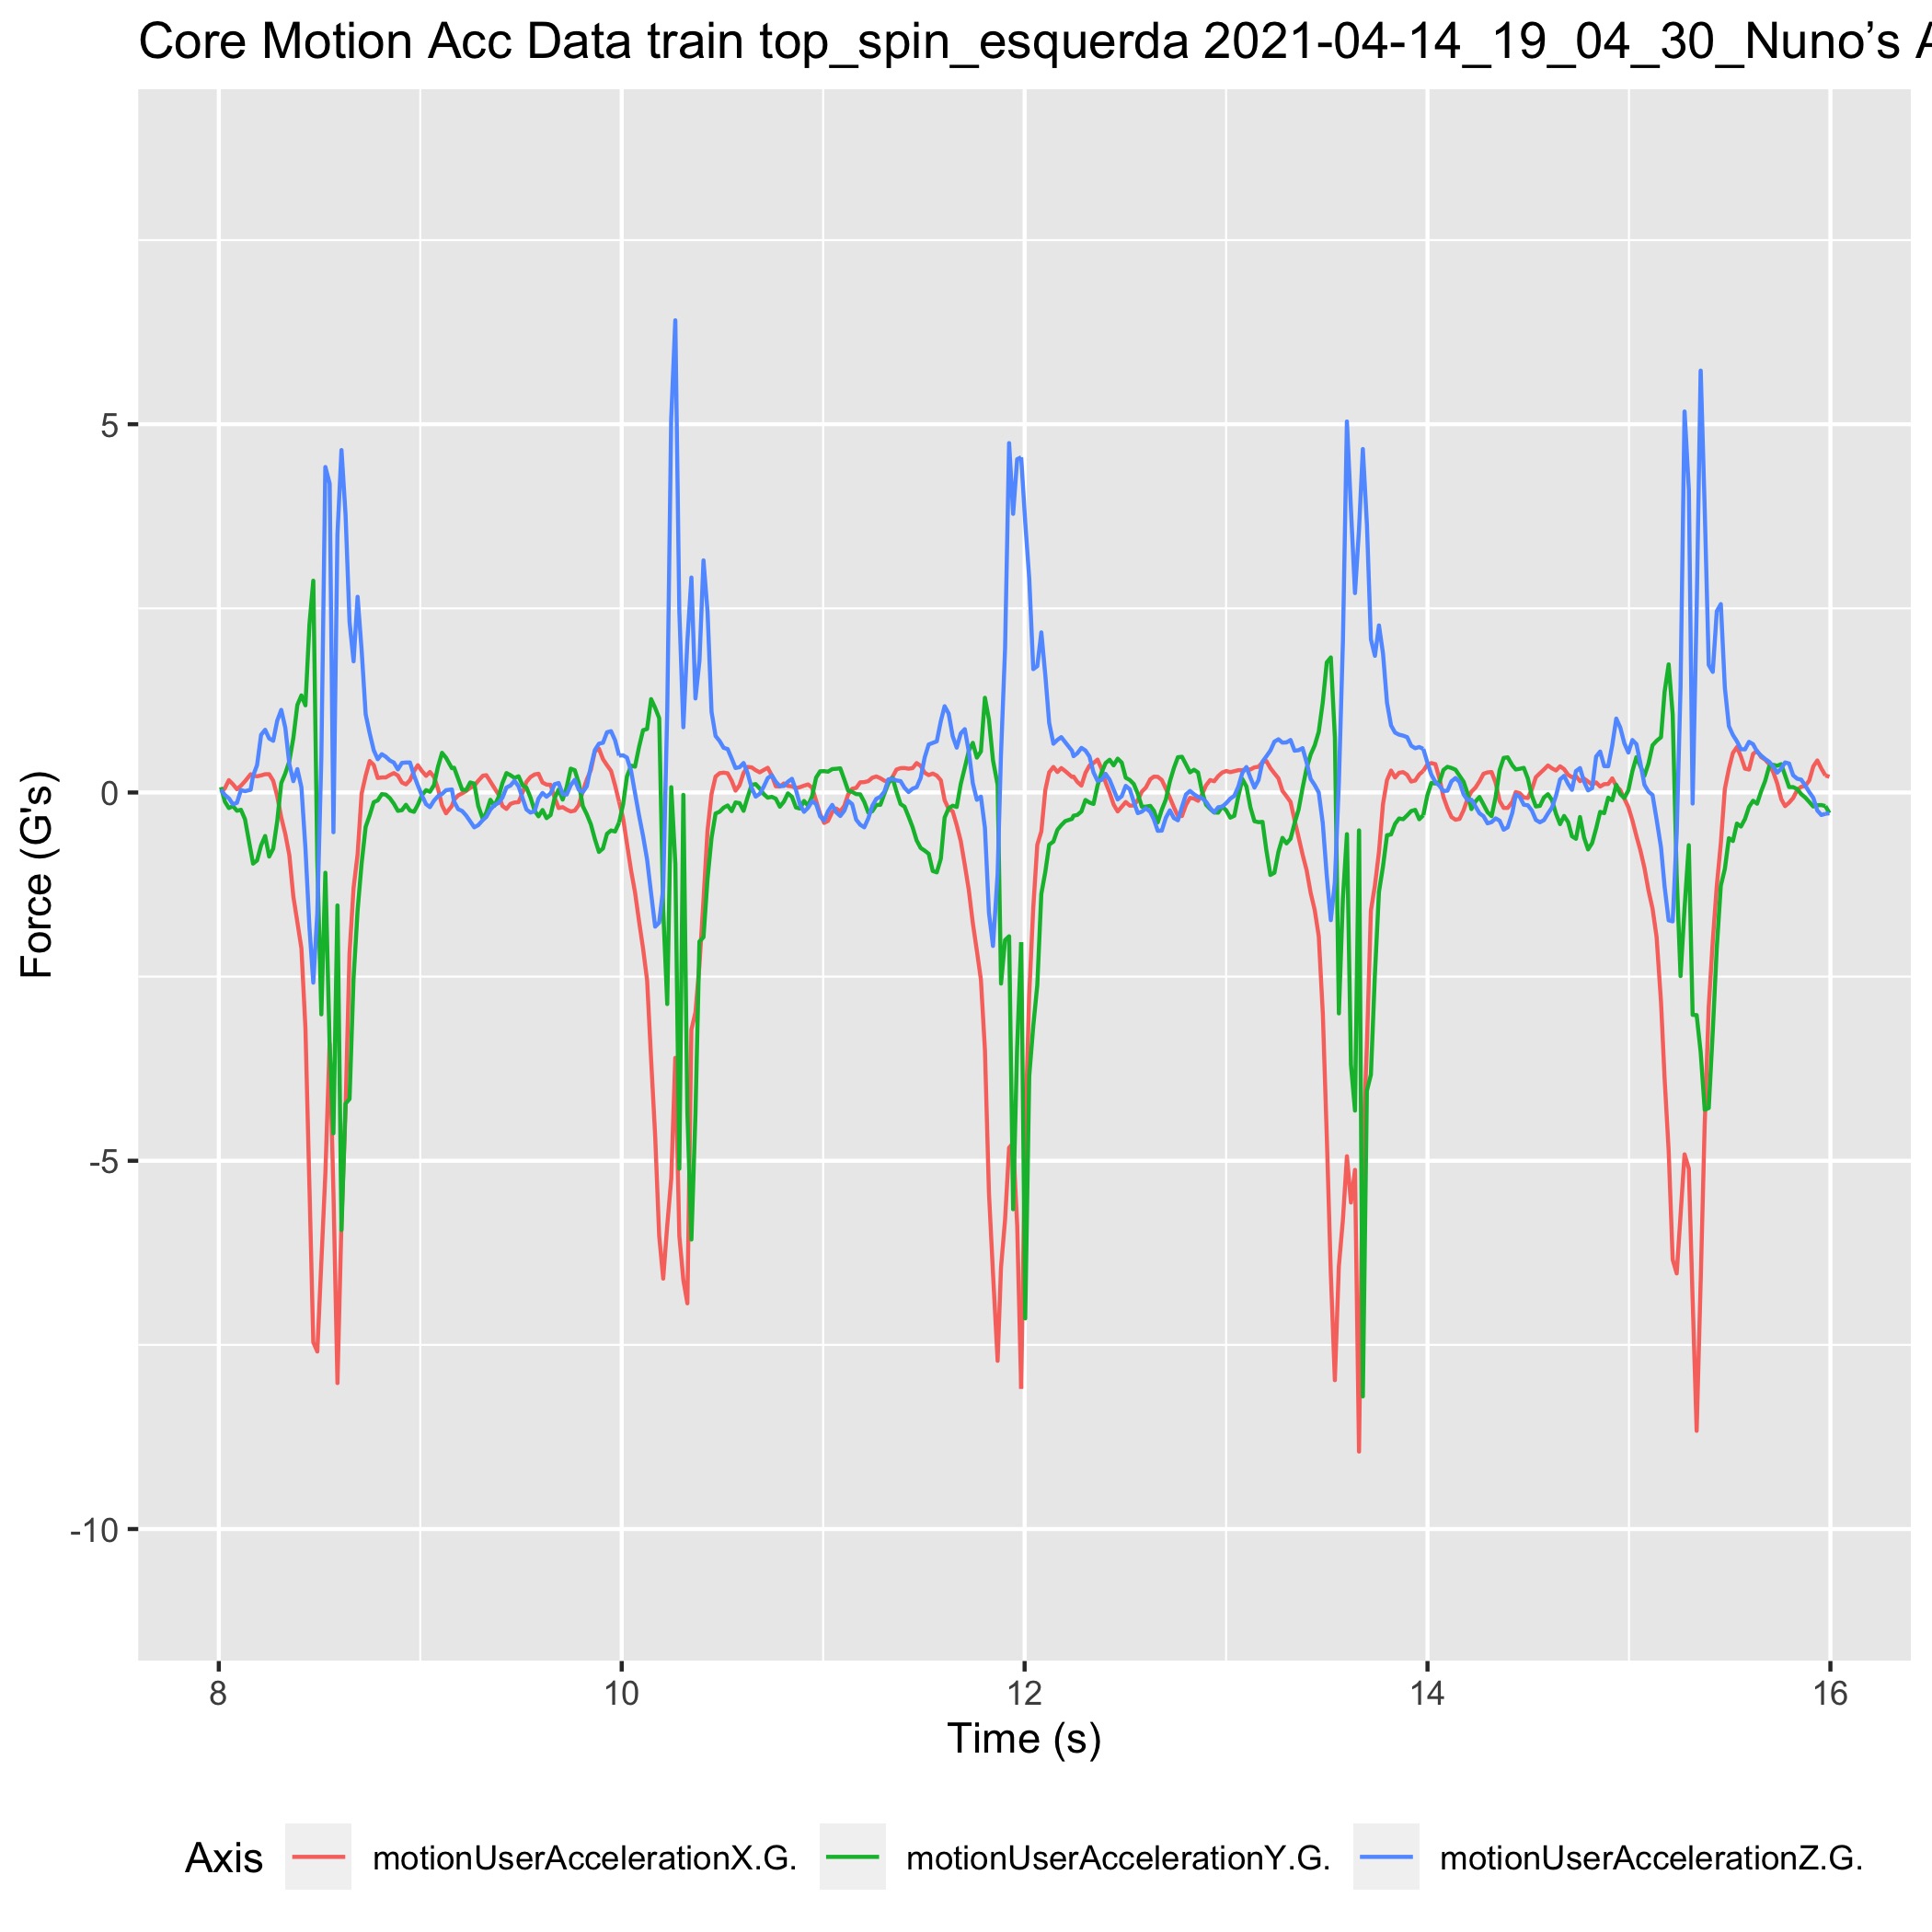 Core Motion Acc Data train top_spin_esquerda 2021-04-14_19_04_30_Nuno’s
Force (G's)
5
0
-5
-10
8 10 12 14 16
Time (s)
Axis motionUserAccelerationX.G. motionUserAccelerationY.G. motionUserAccelerationZ.G.